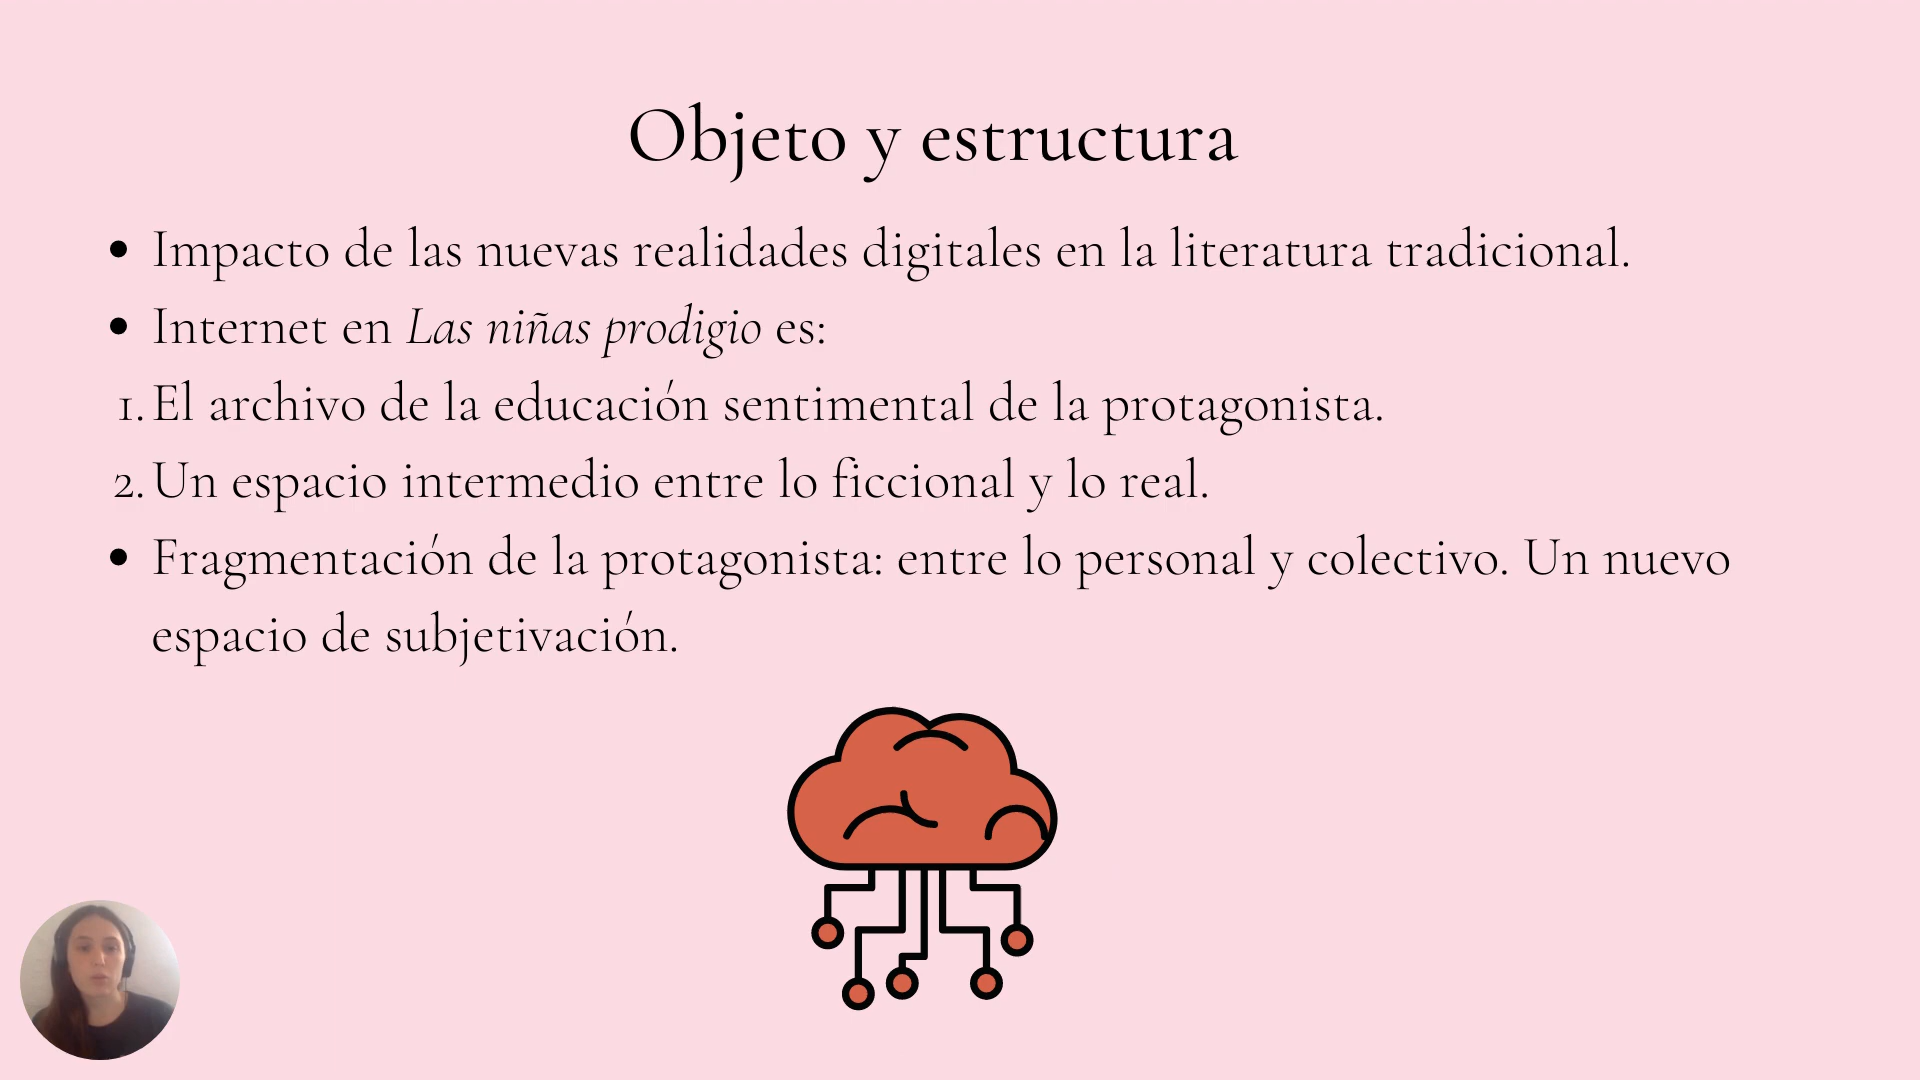 Objeto y estructura
• Impacto de las nuevas realidades digitales en la literatura tradicional.
• Internet en Las niñas prodigio es:
1. El archivo de la educación sentimental de la protagonista.
2. Un espacio intermedio entre lo ficcional y lo real.
• Fragmentación de la protagonista: entre lo personal y colectivo. Un nuevo
espacio de subjetivación.